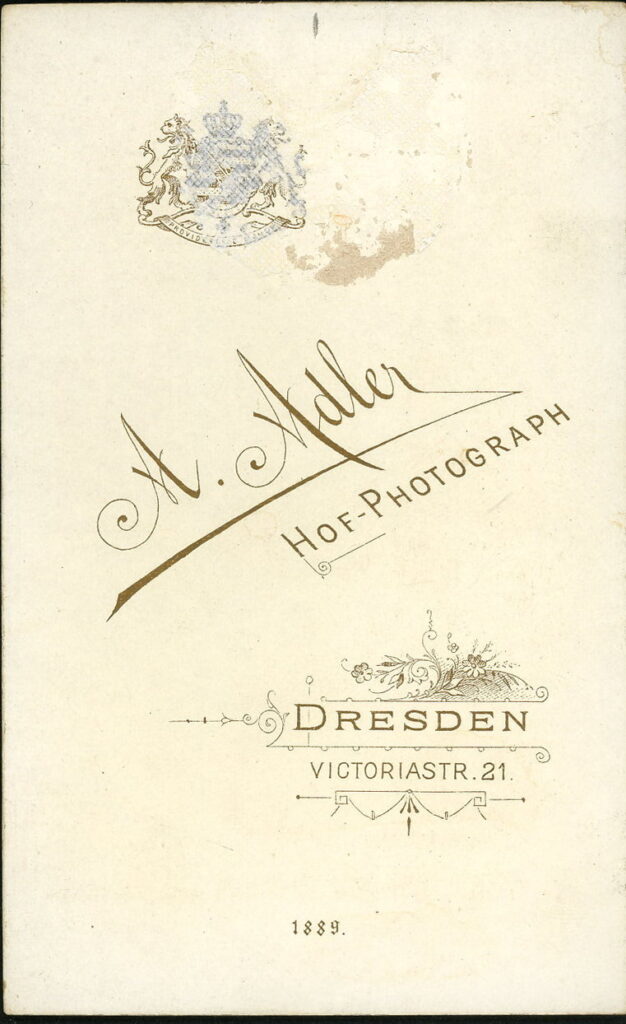 A. Adler
HOF-PHOTOGRAPH
DRESDEN
VICTORIASTR. 21.
1889.